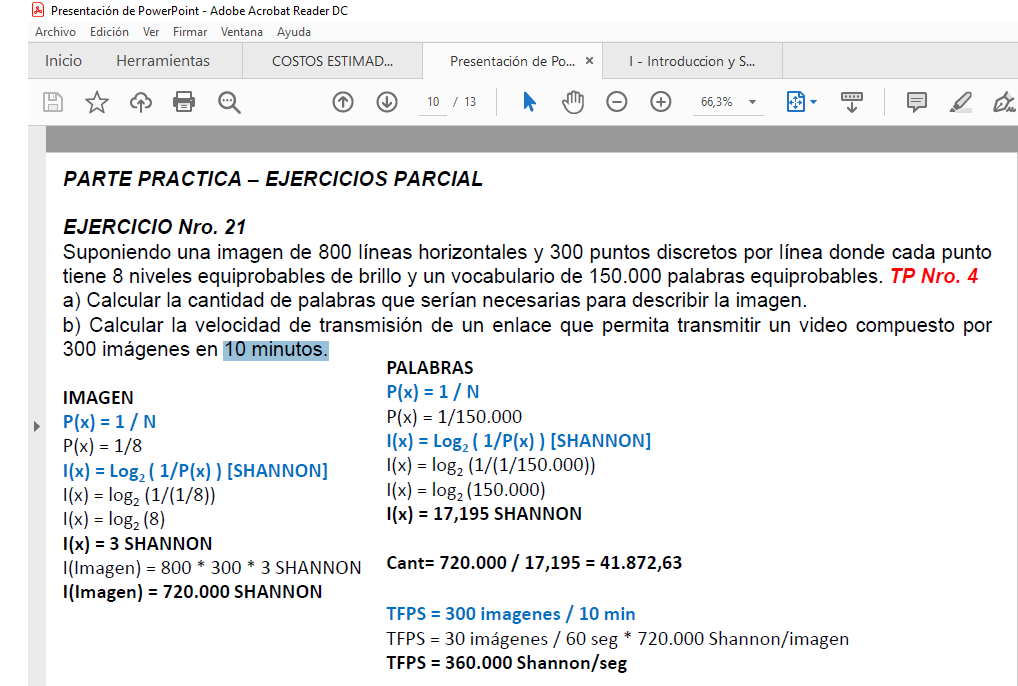 Presentación de PowerPoint - Adobe Acrobat Reader DC
Archivo Edición Ver Firmar Ventana Ayuda
Inicio Herramientas COSTOS ESTIMAD... Presentación de Po... × I - Introduccion y S...
10 / 13 66,3%
PARTE PRACTICA – EJERCICIOS PARCIAL
EJERCICIO Nro. 21
Suponiendo una imagen de 800 líneas horizontales y 300 puntos discretos por línea donde cada punto
tiene 8 niveles equiprobables de brillo y un vocabulario de 150.000 palabras equiprobables. TP Nro. 4
a) Calcular la cantidad de palabras que serían necesarias para describir la imagen.
b) Calcular la velocidad de transmisión de un enlace que permita transmitir un video compuesto por
300 imágenes en 10 minutos.
IMAGEN
P(x) = 1 / N
P(x) = 1/8
I(x) = Log₂ ( 1/P(x) ) [SHANNON]
I(x) = log₂ (1/(1/8))
I(x) = log₂ (8)
I(x) = 3 SHANNON
I(Imagen) = 800 * 300 * 3 SHANNON
I(Imagen) = 720.000 SHANNON
PALABRAS
P(x) = 1 / N
P(x) = 1/150.000
I(x) = Log₂ ( 1/P(x) ) [SHANNON]
I(x) = log₂ (1/(1/150.000))
I(x) = log₂ (150.000)
I(x) = 17,195 SHANNON
Cant= 720.000 / 17,195 = 41.872,63
TFPS = 300 imagenes / 10 min
TFPS = 30 imágenes / 60 seg * 720.000 Shannon/imagen
TFPS = 360.000 Shannon/seg